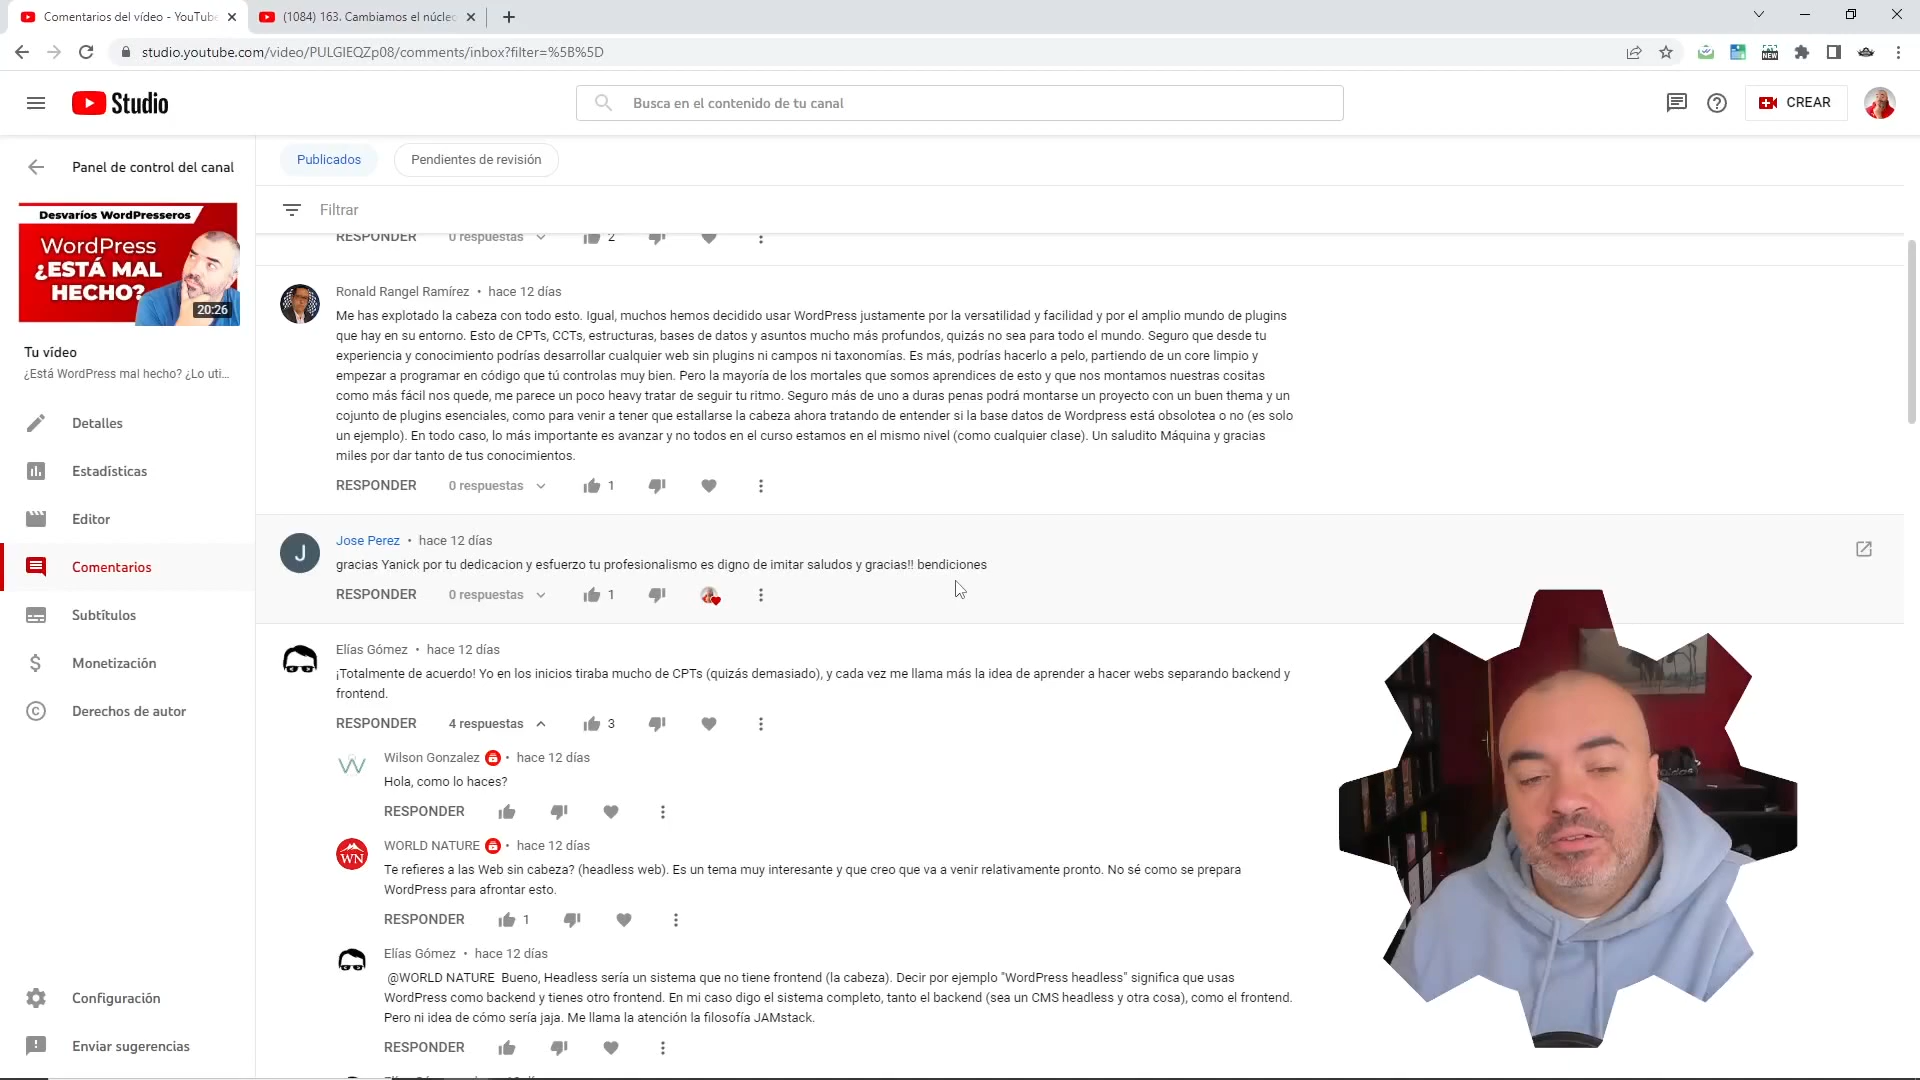 Comentarios del vídeo - YouTube
(1084) 163. Cambiamos el núcleo
studio.youtube.com/video/PULGIEQZp08/comments/inbox?filter=%5B%5D
Studio
Busca en el contenido de tu canal
CREAR
Panel de control del canal
Desvaríos WordPresseros
WordPress
¿ESTÁ MAL
HECHO?
20:26
Tu vídeo
¿Está WordPress mal hecho? ¿Lo uti...
Detalles
Estadísticas
Editor
Comentarios
Subtítulos
Monetización
Derechos de autor
Configuración
Enviar sugerencias
Publicados
Pendientes de revisión
Filtrar
RESPONDER 0 respuestas 2
Ronald Rangel Ramírez • hace 12 días
Me has explotado la cabeza con todo esto. Igual, muchos hemos decidido usar WordPress justamente por la versatilidad y facilidad y por el amplio mundo de plugins
que hay en su entorno. Esto de CPTs, CCTs, estructuras, bases de datos y asuntos mucho más profundos, quizás no sea para todo el mundo. Seguro que desde tu
experiencia y conocimiento podrías desarrollar cualquier web sin plugins ni campos ni taxonomías. Es más, podrías hacerlo a pelo, partiendo de un core limpio y
empezar a programar en código que tú controlas muy bien. Pero la mayoría de los mortales que somos aprendices de esto y que nos montamos nuestras cositas
como más fácil nos quede, me parece un poco heavy tratar de seguir tu ritmo. Seguro más de uno a duras penas podrá montarse un proyecto con un buen theme y un
cojunto de plugins esenciales, como para venir a tener que estallarse la cabeza ahora tratando de entender si la base datos de Wordpress está obsolotea o no (es solo
un ejemplo). En todo caso, lo más importante es avanzar y no todos en el curso estamos en el mismo nivel (como cualquier clase). Un saludito Máquina y gracias
miles por dar tanto de tus conocimientos.
RESPONDER 0 respuestas 1
J
Jose Perez • hace 12 días
gracias Yanick por tu dedicacion y esfuerzo tu profesionalismo es digno de imitar saludos y gracias!! bendiciones
RESPONDER 0 respuestas 1
Elías Gómez • hace 12 días
¡Totalmente de acuerdo! Yo en los inicios tiraba mucho de CPTs (quizás demasiado), y cada vez me llama más la idea de aprender a hacer webs separando backend y
frontend.
RESPONDER 4 respuestas 3
Wilson Gonzalez • hace 12 días
Hola, como lo haces?
RESPONDER
WN
WORLD NATURE • hace 12 días
Te refieres a las Web sin cabeza? (headless web). Es un tema muy interesante y que creo que va a venir relativamente pronto. No sé como se prepara
WordPress para afrontar esto.
RESPONDER 1
Elías Gómez • hace 12 días
@WORLD NATURE Bueno, Headless sería un sistema que no tiene frontend (la cabeza). Decir por ejemplo "WordPress headless" significa que usas
WordPress como backend y tienes otro frontend. En mi caso digo el sistema completo, tanto el backend (sea un CMS headless y otra cosa), como el frontend.
Pero ni idea de cómo sería jaja. Me llama la atención la filosofía JAMstack.
RESPONDER